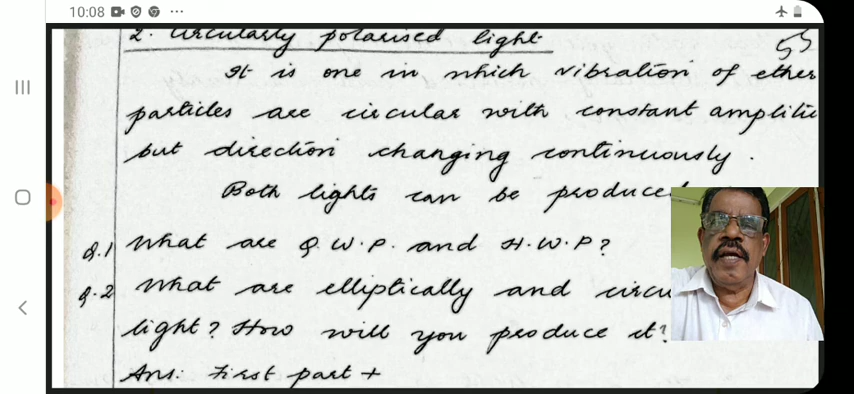 10:08
2. Circularly polarised light
55
It is one in which vibration of ether
particles are circular with constant amplitu
but direction changing continuously.
Both lights can be produced
Q.1 What are Q.W.P. and H.W.P?
Q.2 What are elliptically and circu
light? How will you produce it?
Ans: First part +